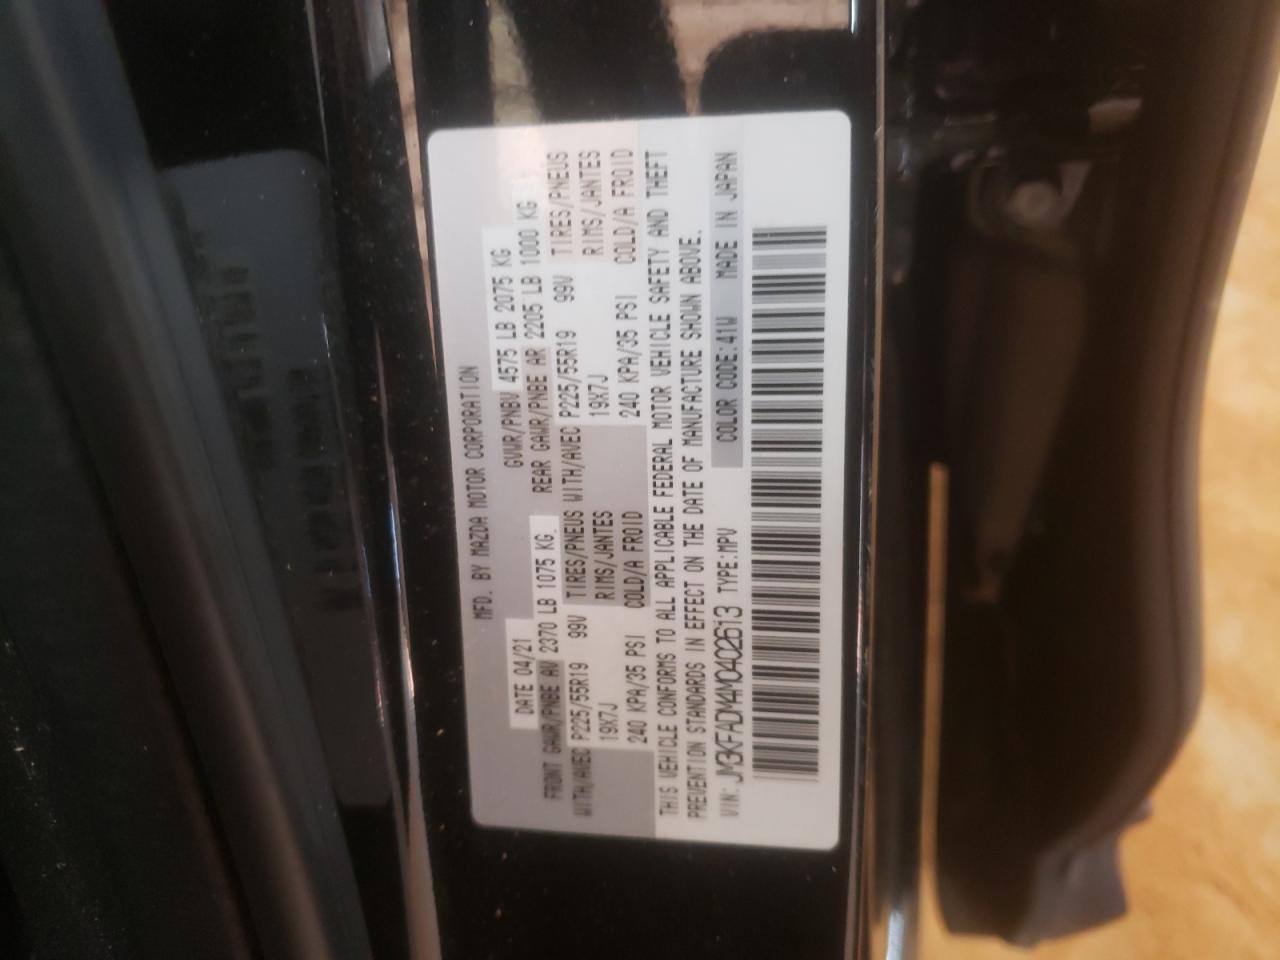 MFD. BY MAZDA MOTOR CORPORATION
DATE 04/21 GVWR/PNBV 4575 LB 2075 KG
FRONT GAWR/PNBE AV 2370 LB 1075 KG. REAR GAWR/PNBE AR 2205 LB 1000 KG
WITH/AVEC P225/55R19 99V TIRES/PNEUS WITH/AVEC P225/55R19 99V TIRES/PNEUS
19X7J RIMS/JANTES 19X7J RIMS/JANTES
240 KPA/35 PSI COLD/A FROID 240 KPA/35 PSI COLD/A FROID
THIS VEHICLE CONFORMS TO ALL APPLICABLE FEDERAL MOTOR VEHICLE SAFETY AND THEFT
PREVENTION STANDARDS IN EFFECT ON THE DATE OF MANUFACTURE SHOWN ABOVE.
VIN: JM3KFADM4M0402613 TYPE:MPV COLOR CODE:41W MADE IN JAPAN